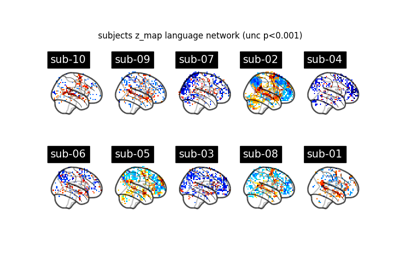 subjects z_map language network (unc p<0.001)
sub-10 sub-09 sub-07 sub-02 sub-04
sub-06 sub-05 sub-03 sub-08 sub-01